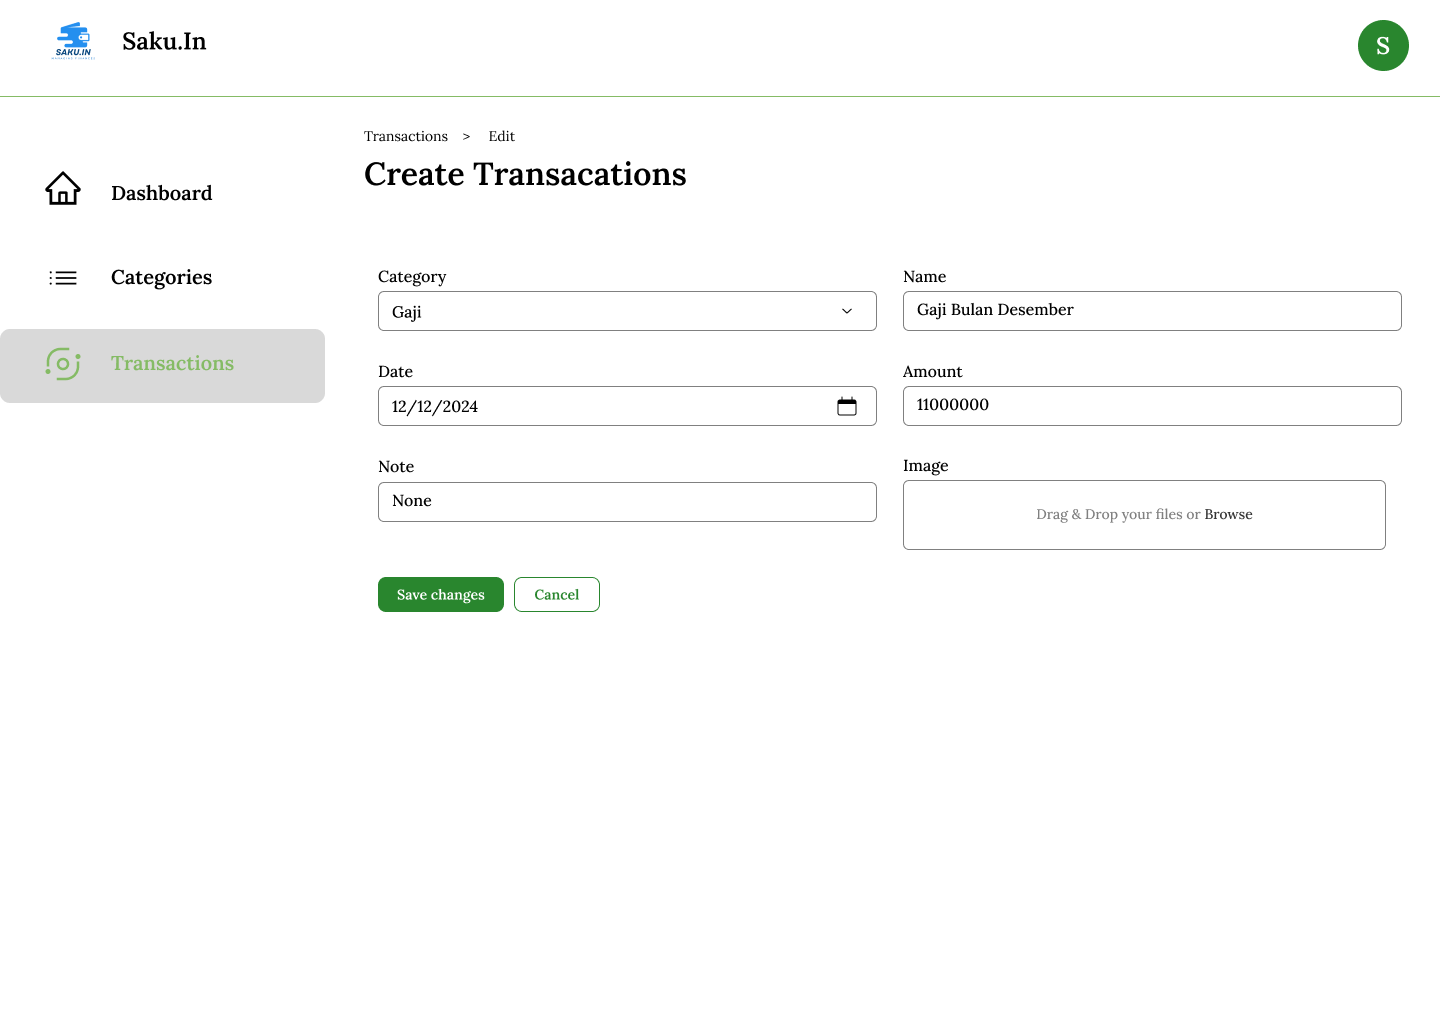 SAKU.IN
Saku.In
S
Transactions > Edit
Create Transacations
Dashboard
Categories
Transactions
Category
Gaji
Name
Gaji Bulan Desember
Date
12/12/2024
Amount
11000000
Note
None
Image
Drag & Drop your files or Browse
Save changes
Cancel